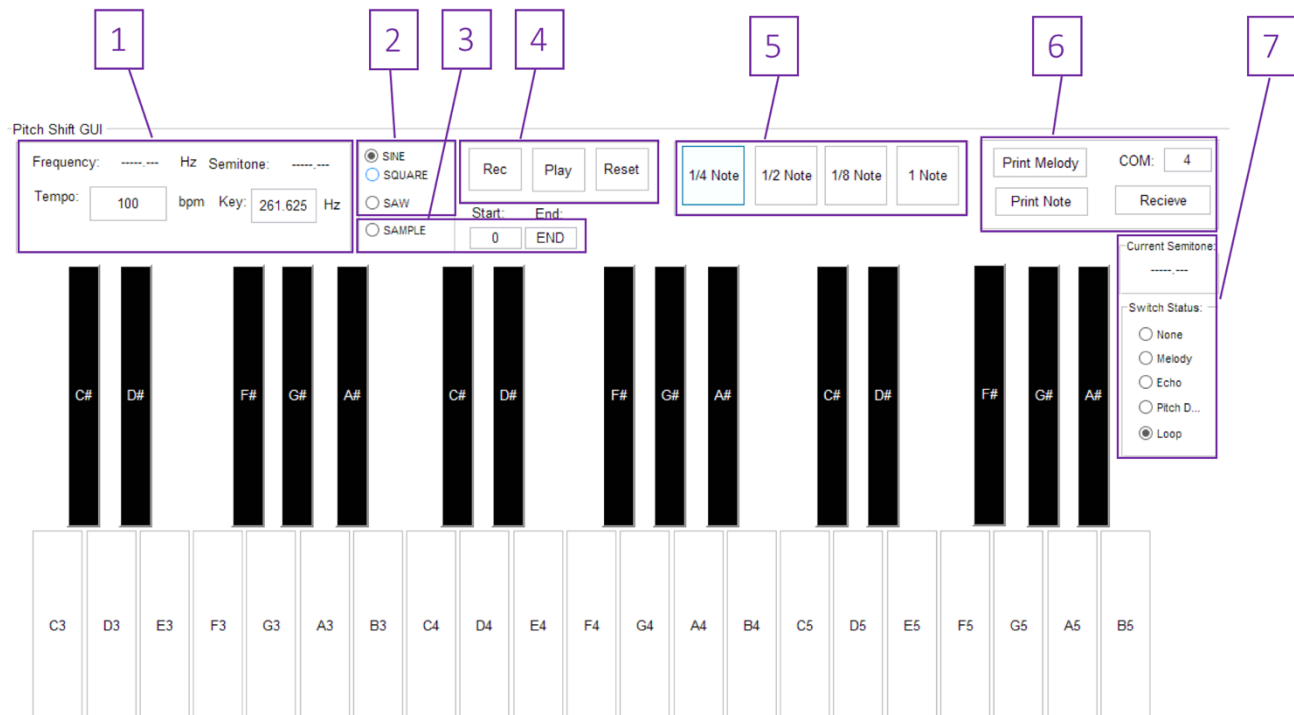 1 2 3 4 5 6 7
Pitch Shift GUI
Frequency: -----.--- Hz Semitone: -----.---
Tempo: 100 bpm Key: 261.625 Hz
SINE
SQUARE
SAW
SAMPLE
Rec Play Reset
Start: End:
0 END
1/4 Note 1/2 Note 1/8 Note 1 Note
Print Melody COM: 4
Print Note Recieve
Current Semitone:
-----.---
Switch Status:
None
Melody
Echo
Pitch D...
Loop
C# D# F# G# A# C# D# F# G# A# C# D# F# G# A#
C3 D3 E3 F3 G3 A3 B3 C4 D4 E4 F4 G4 A4 B4 C5 D5 E5 F5 G5 A5 B5